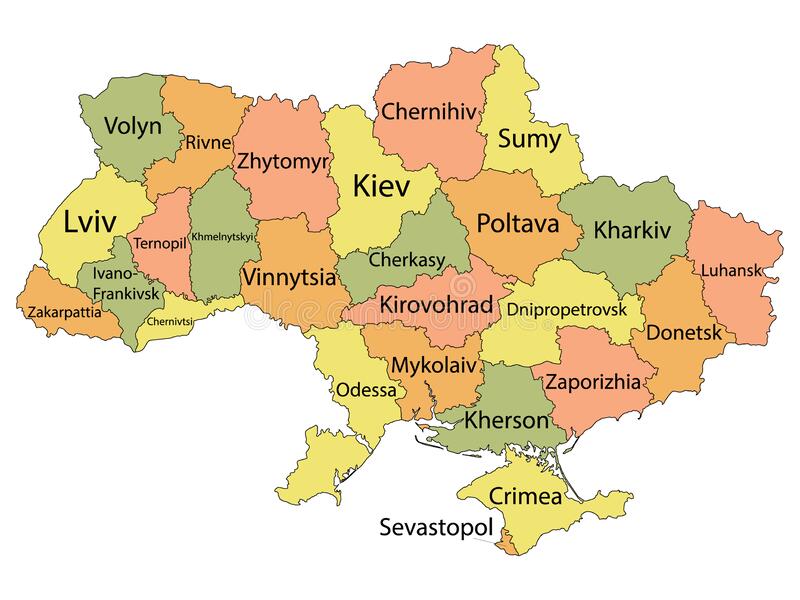 Chernihiv
Volyn
Rivne
Sumy
Zhytomyr
Kiev
Lviv
Poltava
Kharkiv
Khmelnytskyi
Ternopil
Cherkasy
Luhansk
Ivano-
Frankivsk
Vinnytsia
Zakarpattia
Kirovohrad
Dnipropetrovsk
Chernivtsi
Donetsk
Mykolaiv
Odessa
Zaporizhia
Kherson
Crimea
Sevastopol